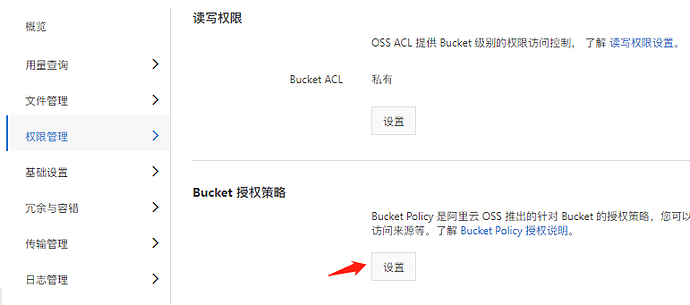 概览
用量查询
文件管理
权限管理
基础设置
冗余与容错
传输管理
日志管理
读写权限
OSS ACL 提供 Bucket 级别的权限访问控制， 了解 读写权限设置。
Bucket ACL 私有
设置
Bucket 授权策略
Bucket Policy 是阿里云 OSS 推出的针对 Bucket 的授权策略，您可以
访问来源等。了解 Bucket Policy 授权说明。
设置